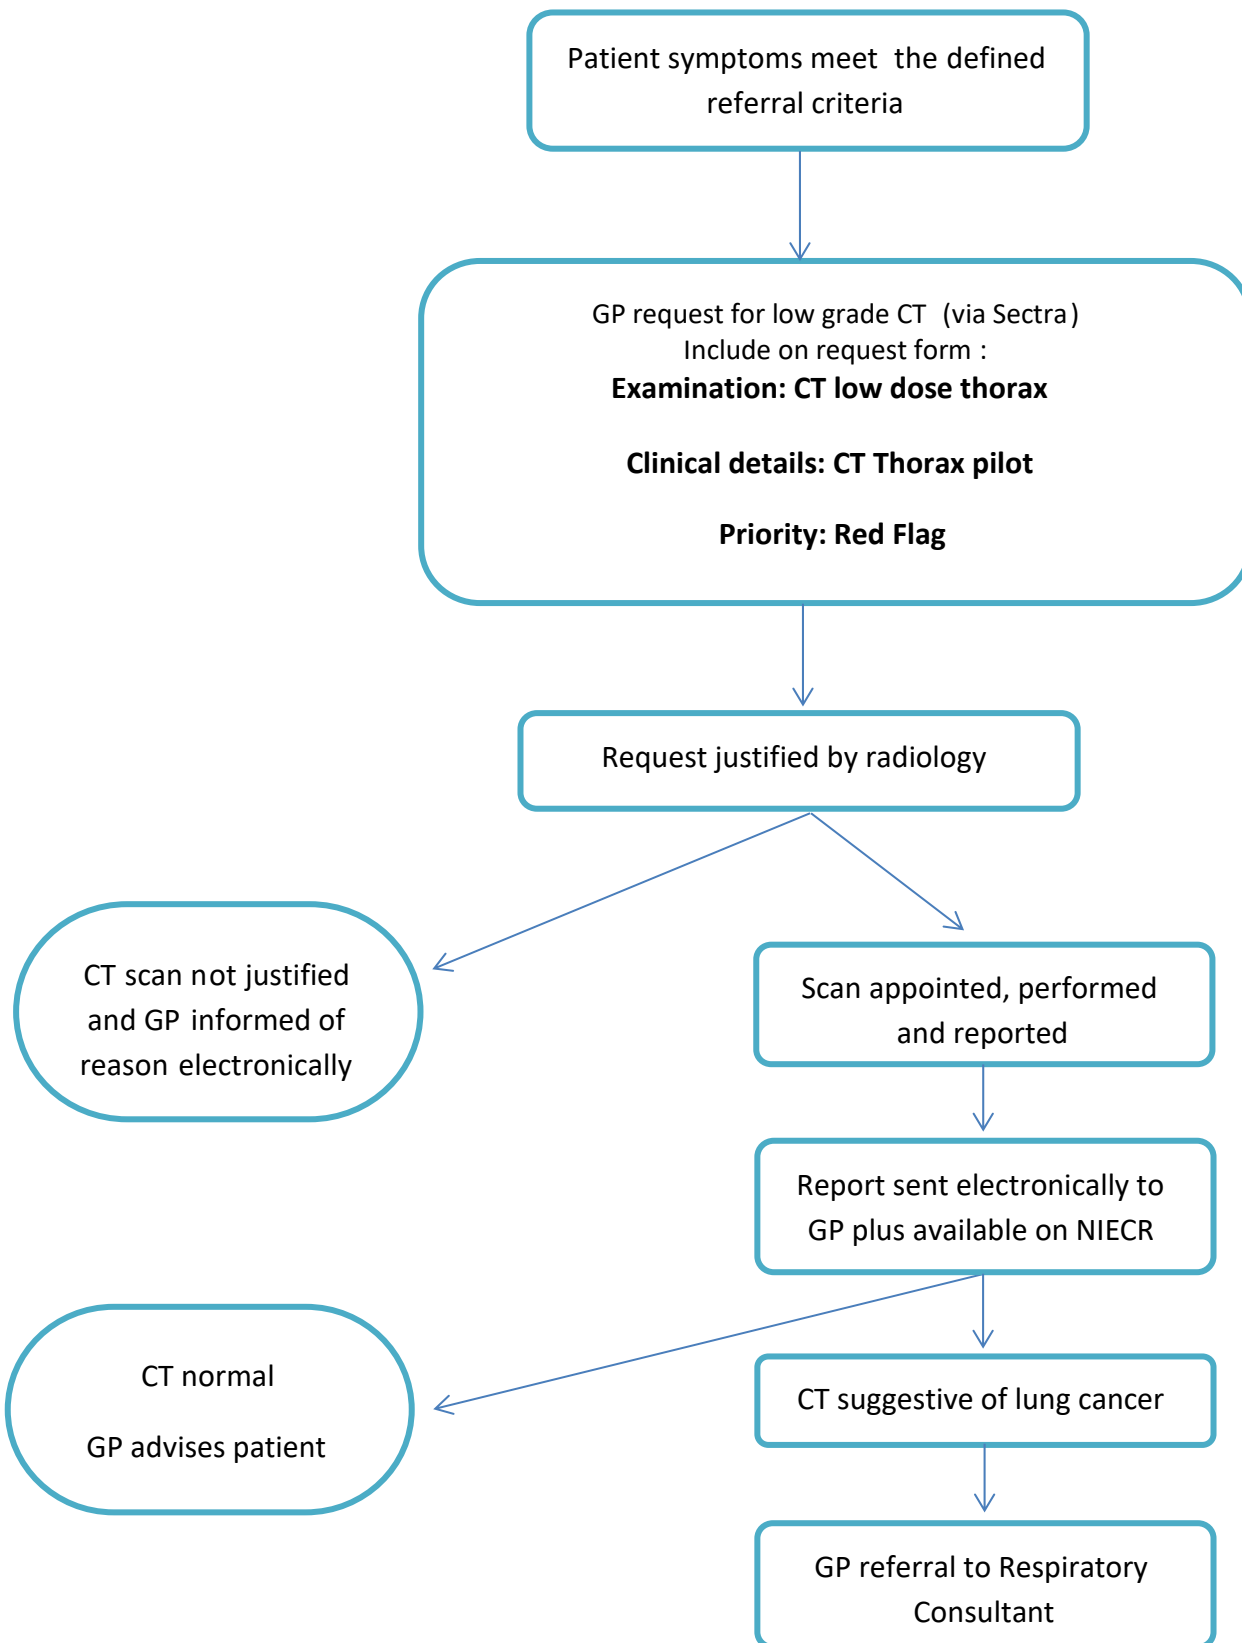 Patient symptoms meet the defined
referral criteria
GP request for low grade CT (via Sectra)
Include on request form :
Examination: CT low dose thorax
Clinical details: CT Thorax pilot
Priority: Red Flag
Request justified by radiology
CT scan not justified
and GP informed of
reason electronically
Scan appointed, performed
and reported
Report sent electronically to
GP plus available on NIECR
CT normal
GP advises patient
CT suggestive of lung cancer
GP referral to Respiratory
Consultant